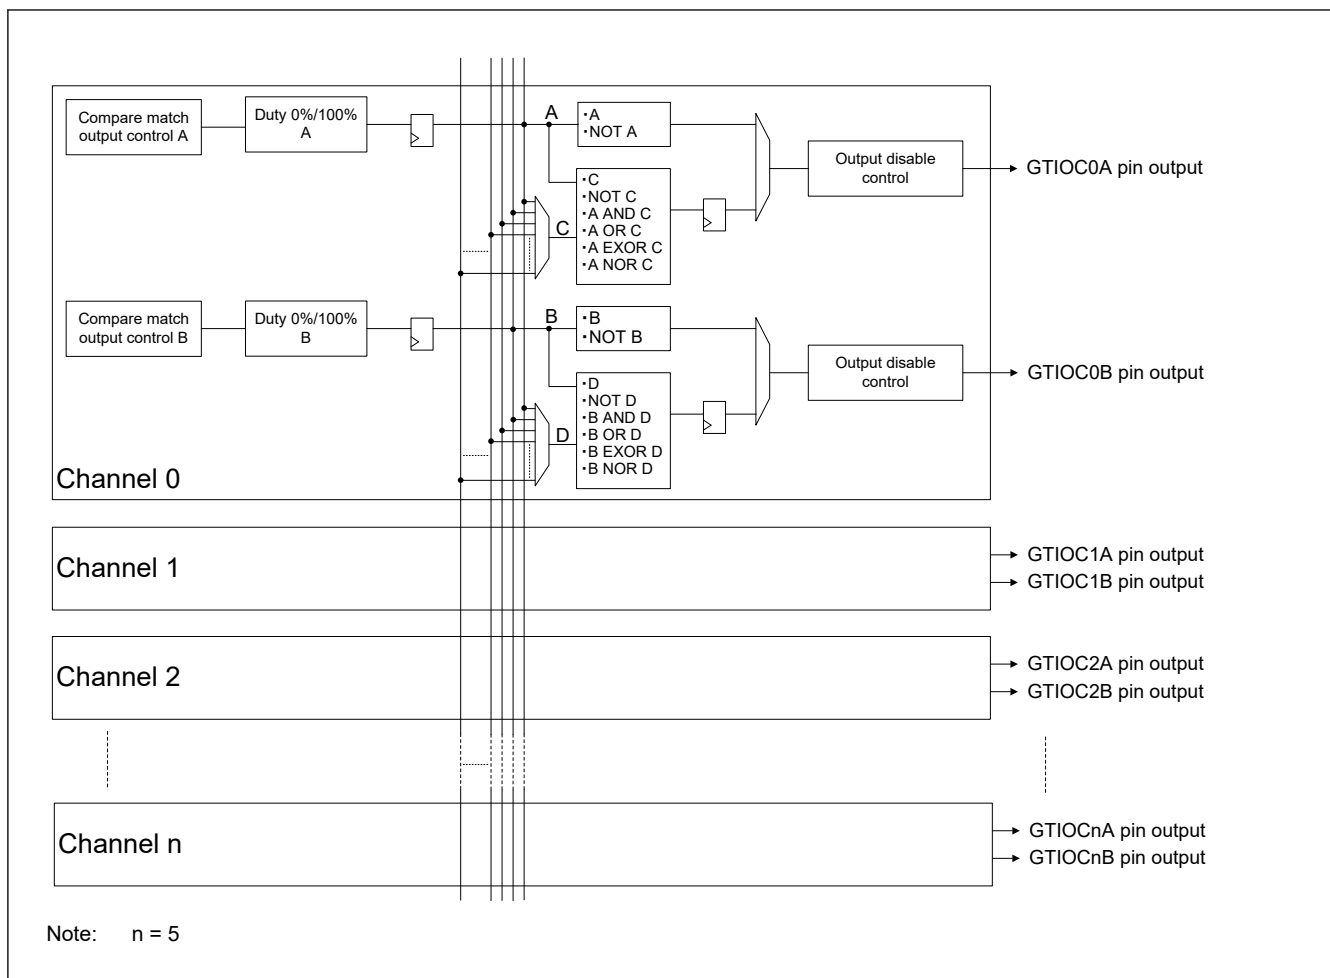 Compare match
output control A
Duty 0%/100%
A
A
・A
・NOT A
・C
・NOT C
・A AND C
・A OR C
・A EXOR C
・A NOR C
C
Output disable
control
GTIOC0A pin output
Compare match
output control B
Duty 0%/100%
B
B
・B
・NOT B
・D
・NOT D
・B AND D
・B OR D
・B EXOR D
・B NOR D
D
Output disable
control
GTIOC0B pin output
Channel 0
Channel 1
GTIOC1A pin output
GTIOC1B pin output
Channel 2
GTIOC2A pin output
GTIOC2B pin output
Channel n
GTIOCnA pin output
GTIOCnB pin output
Note: n = 5